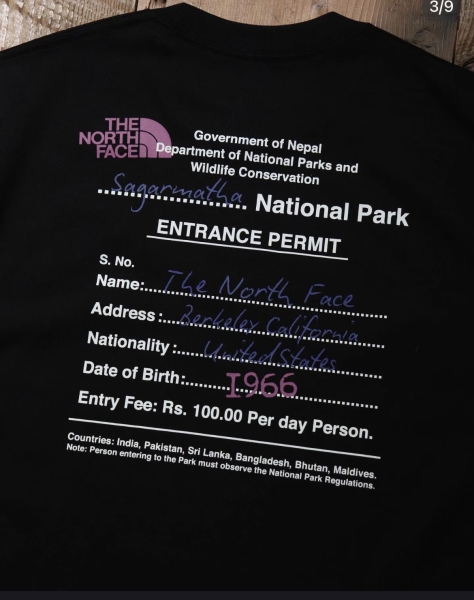 3/9
THE
NORTH
FACE
Government of Nepal
Department of National Parks and
Wildlife Conservation
Sagarmatha National Park
ENTRANCE PERMIT
S. No.
Name: The North Face
Address : Berkeley California
Nationality : United States
Date of Birth: 1966
Entry Fee: Rs. 100.00 Per day Person.
Countries: India, Pakistan, Sri Lanka, Bangladesh, Bhutan, Maldives.
Note: Person entering to the Park must observe the National Park Regulations.